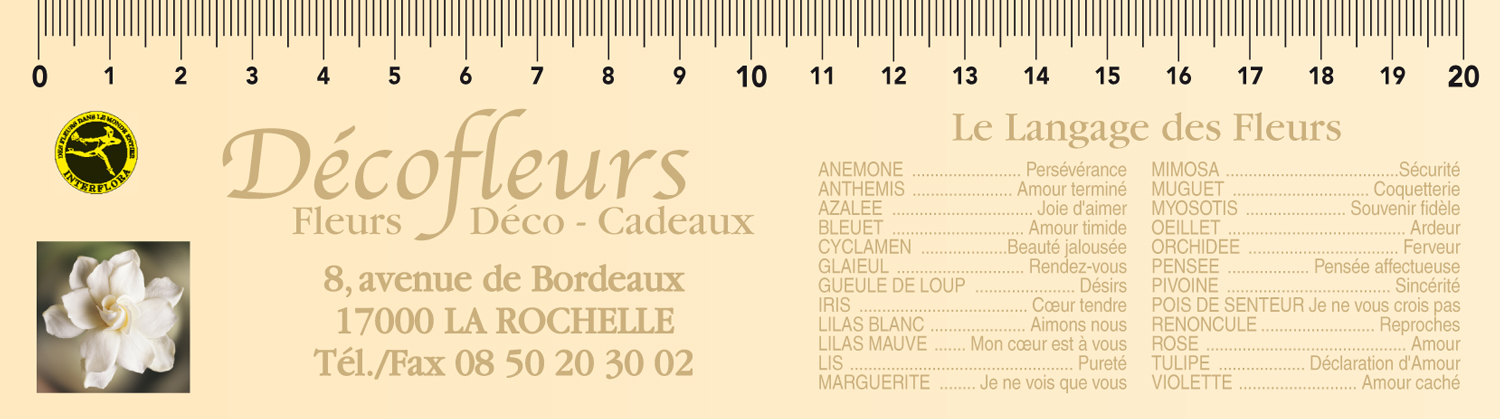 0 1 2 3 4 5 6 7 8 9 10 11 12 13 14 15 16 17 18 19 20
DES FLEURS DANS LE MONDE ENTIER
INTERFLORA
Décofleurs
Fleurs Déco - Cadeaux
8, avenue de Bordeaux
17000 LA ROCHELLE
Tél./Fax 08 50 20 30 02
Le Langage des Fleurs
ANEMONE ........................... Persévérance
ANTHEMIS .......................... Amour terminé
AZALEE ................................... Joie d'aimer
BLEUET ................................. Amour timide
CYCLAMEN .....................Beauté jalousée
GLAIEUL ................................ Rendez-vous
GUEULE DE LOUP ......................... Désirs
IRIS .......................................... Cœur tendre
LILAS BLANC ......................... Aimons nous
LILAS MAUVE ...... Mon cœur est à vous
LIS ........................................................ Pureté
MARGUERITE ........ Je ne vois que vous
MIMOSA ...........................................Sécurité
MUGUET ..................................... Coquetterie
MYOSOTIS ......................... Souvenir fidèle
OEILLET ............................................. Ardeur
ORCHIDEE ........................................ Ferveur
PENSEE .................... Pensée affectueuse
PIVOINE ......................................... Sincérité
POIS DE SENTEUR Je ne vous crois pas
RENONCULE ............................ Reproches
ROSE .................................................. Amour
TULIPE ......................... Déclaration d'Amour
VIOLETTE .............................. Amour caché